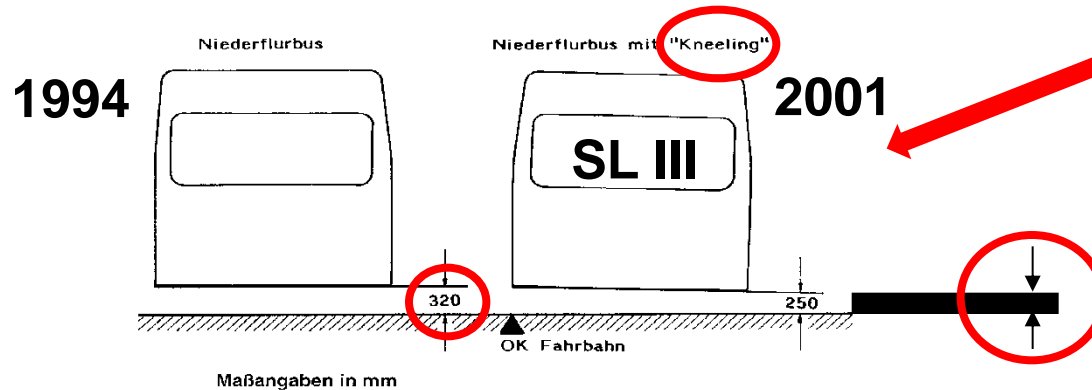 Niederflurbus
Niederflurbus mit "Kneeling"
1994
2001
SL III
320
250
OK Fahrbahn
Maßangaben in mm